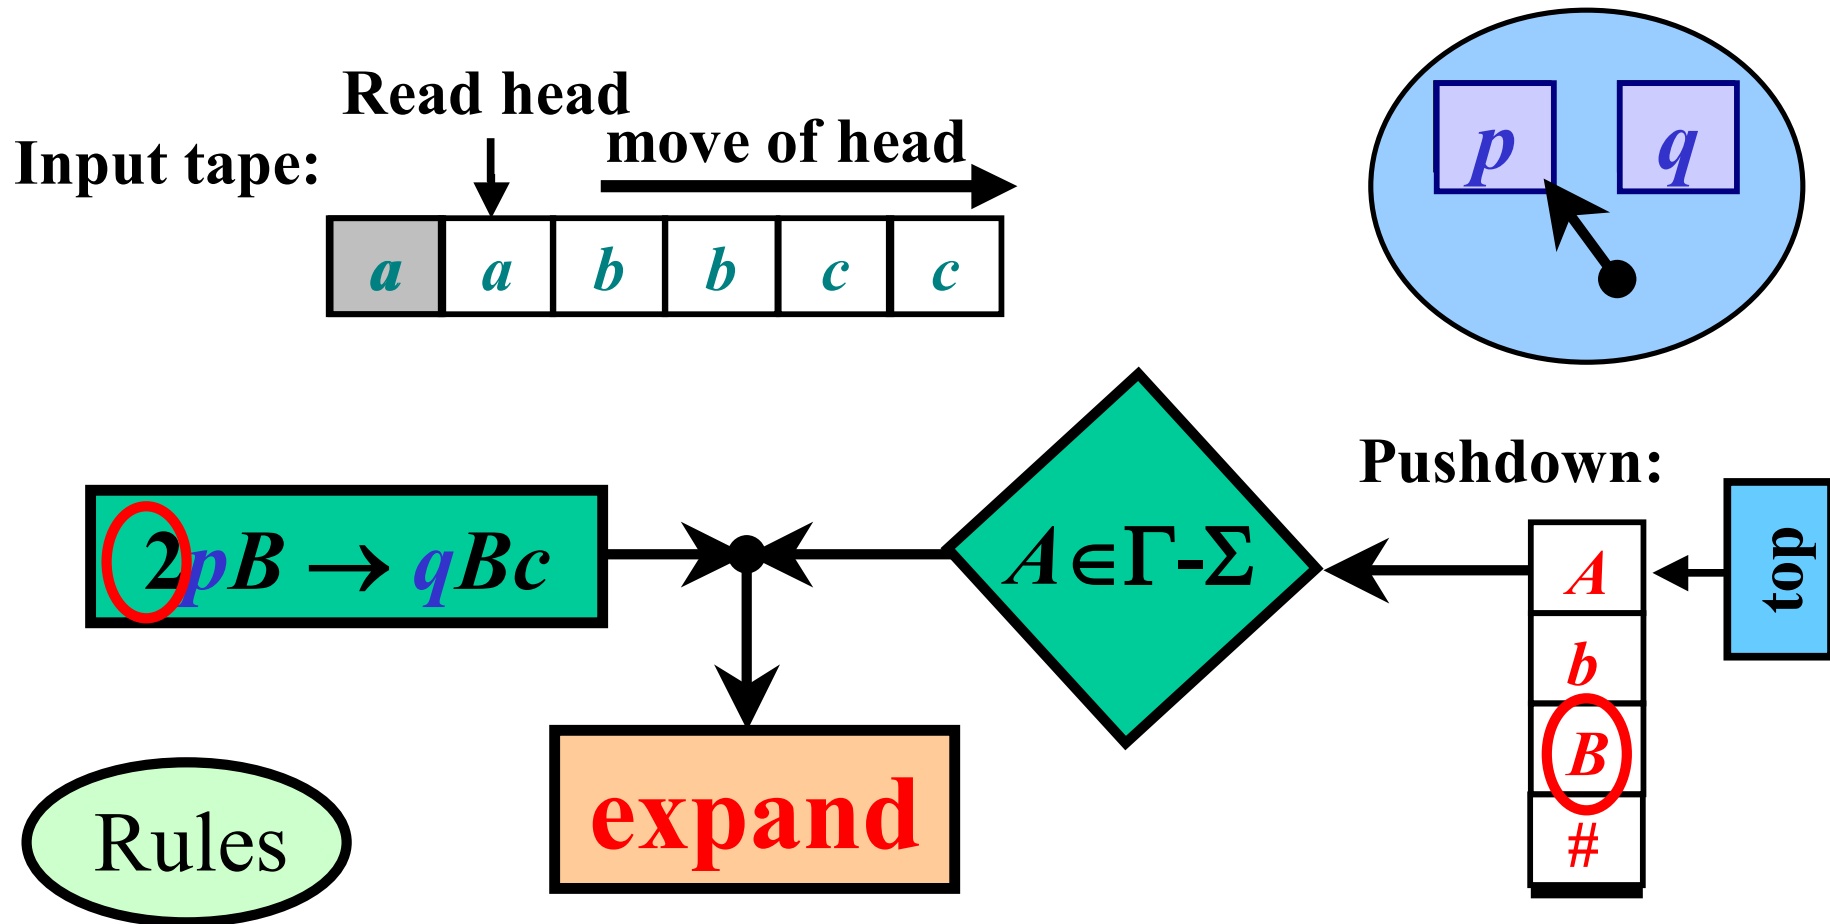 Read head
Input tape:
move of head
a a b b c c
p q
2pB → qBc
A∈Γ-Σ
Pushdown:
top
A
b
B
#
expand
Rules